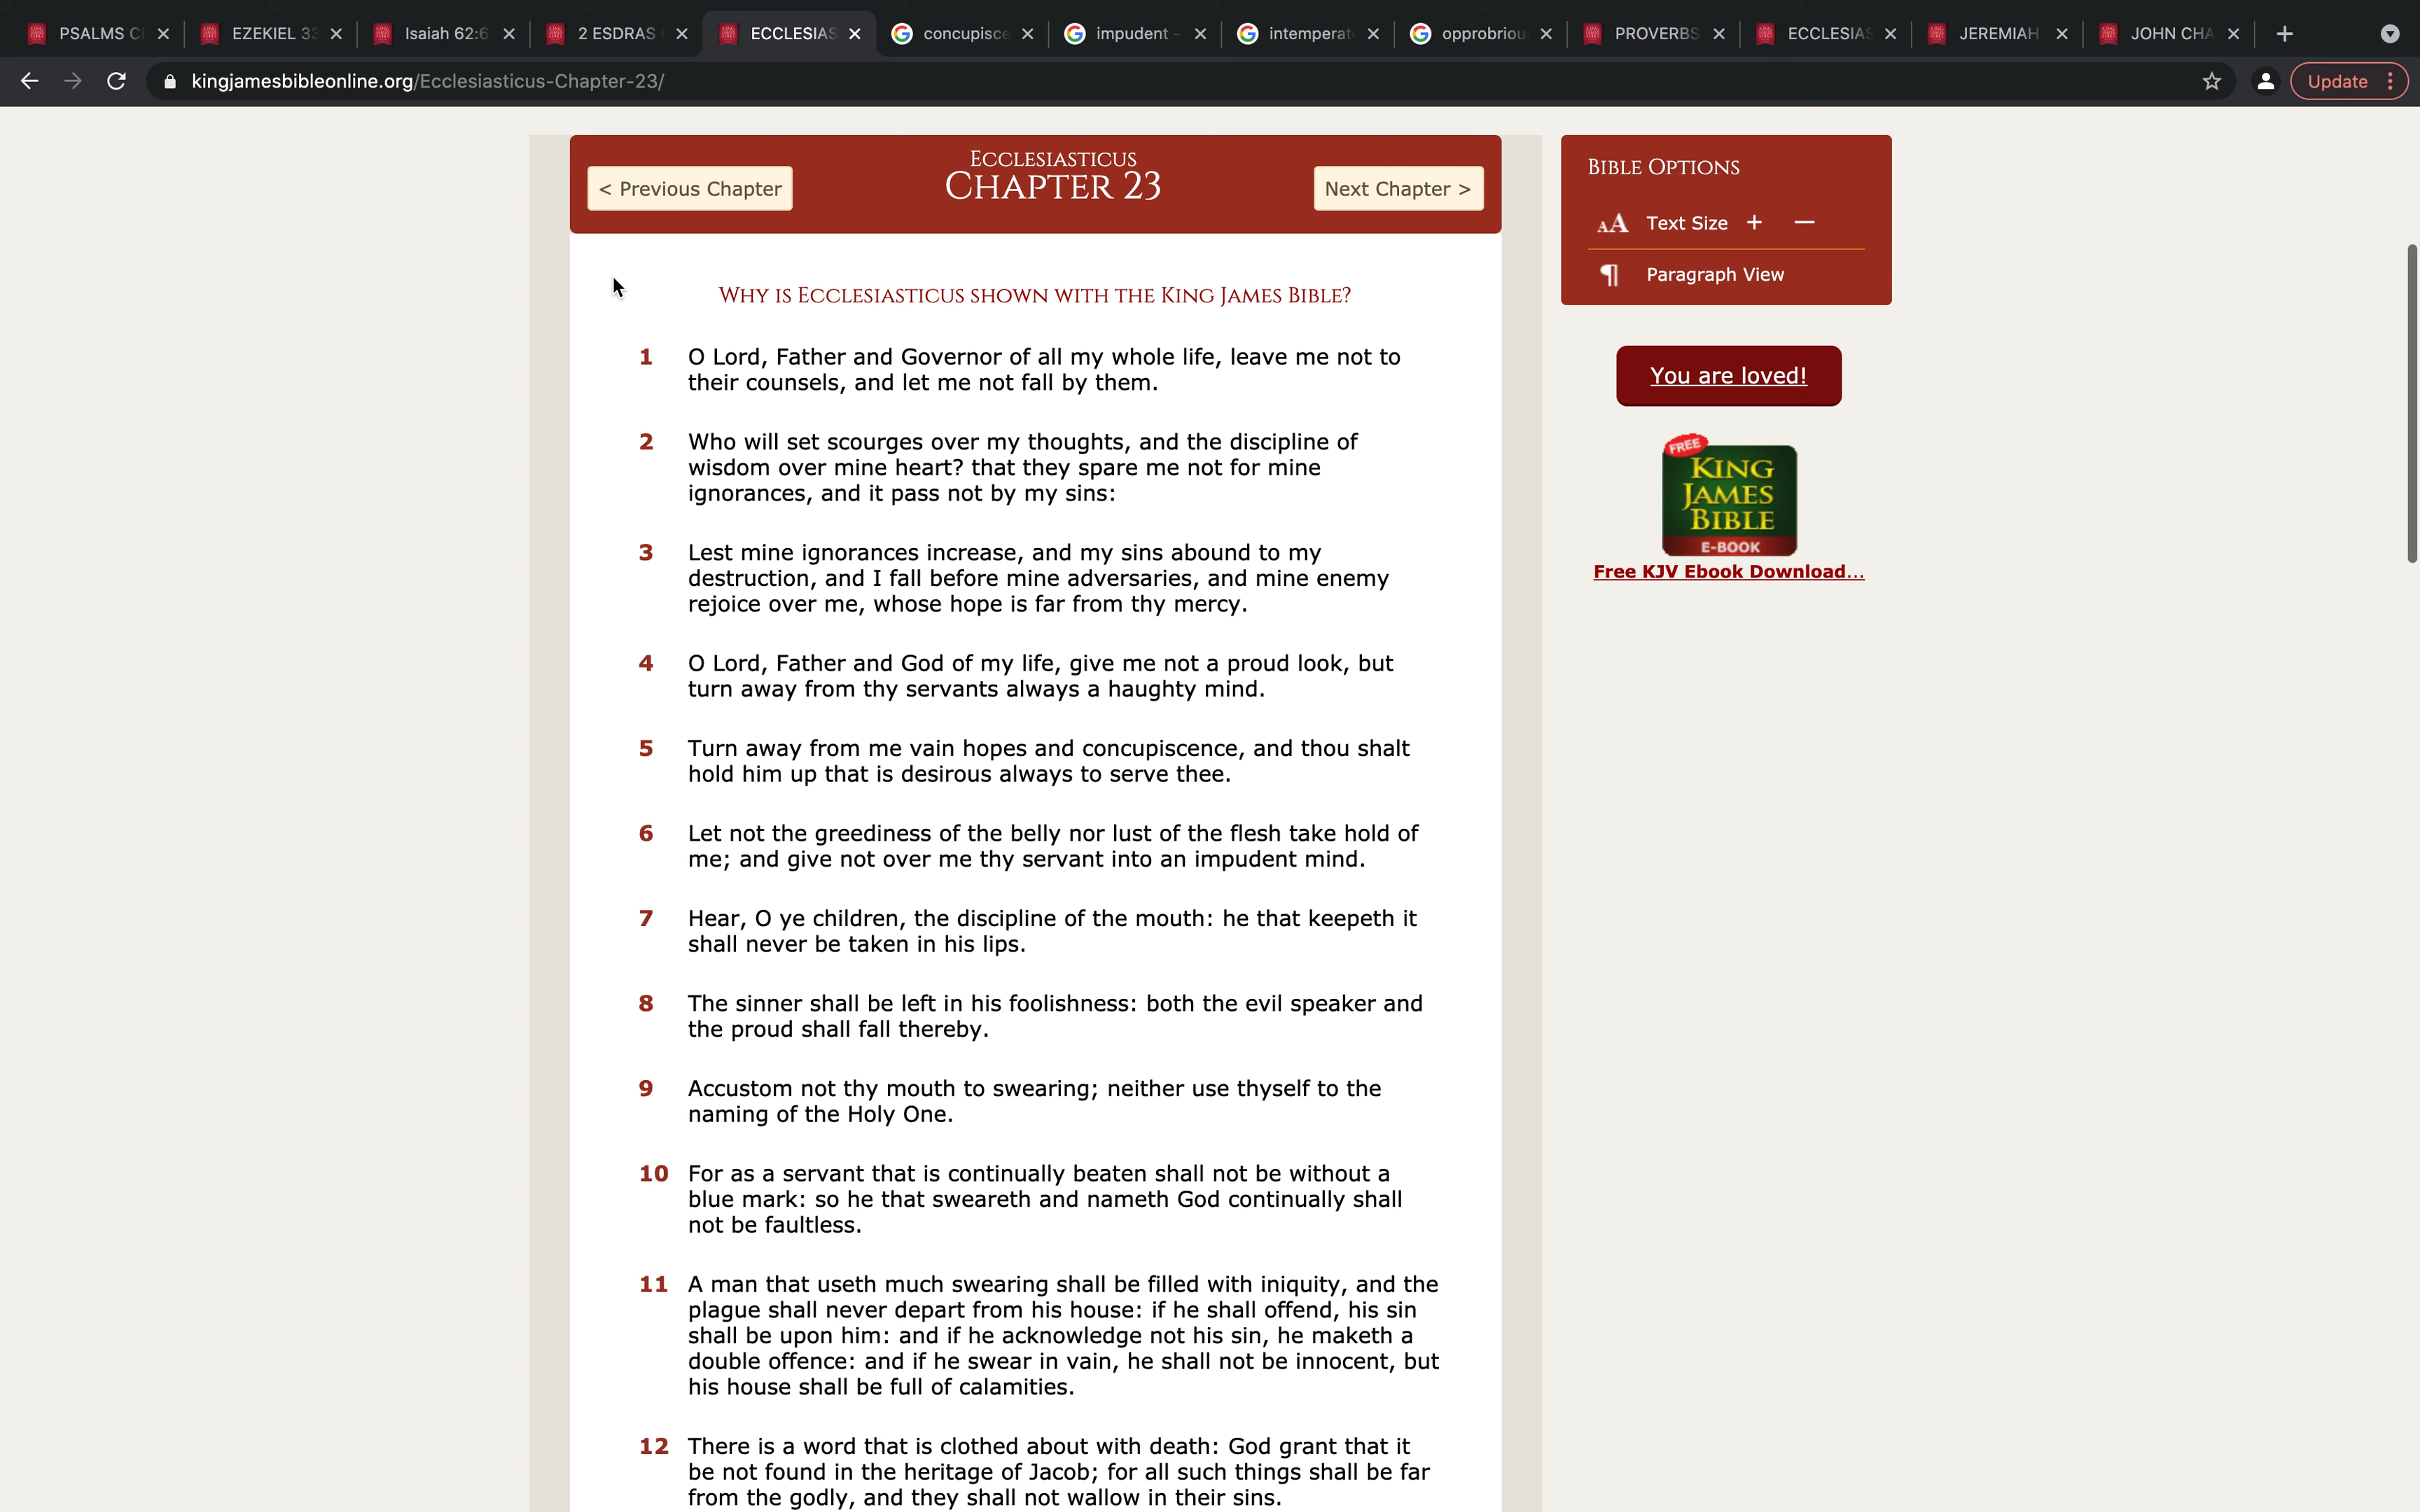 PSALMS C
EZEKIEL 33
Isaiah 62:6
2 ESDRAS
ECCLESIAS
concupisce
impudent -
intemperat
opprobriou
PROVERBS
ECCLESIAS
JEREMIAH
JOHN CHA
kingjamesbibleonline.org/Ecclesiasticus-Chapter-23/
Update
< Previous Chapter
Ecclesiasticus
Chapter 23
Next Chapter >
Why is Ecclesiasticus shown with the King James Bible?
1 O Lord, Father and Governor of all my whole life, leave me not to
their counsels, and let me not fall by them.
2 Who will set scourges over my thoughts, and the discipline of
wisdom over mine heart? that they spare me not for mine
ignorances, and it pass not by my sins:
3 Lest mine ignorances increase, and my sins abound to my
destruction, and I fall before mine adversaries, and mine enemy
rejoice over me, whose hope is far from thy mercy.
4 O Lord, Father and God of my life, give me not a proud look, but
turn away from thy servants always a haughty mind.
5 Turn away from me vain hopes and concupiscence, and thou shalt
hold him up that is desirous always to serve thee.
6 Let not the greediness of the belly nor lust of the flesh take hold of
me; and give not over me thy servant into an impudent mind.
7 Hear, O ye children, the discipline of the mouth: he that keepeth it
shall never be taken in his lips.
8 The sinner shall be left in his foolishness: both the evil speaker and
the proud shall fall thereby.
9 Accustom not thy mouth to swearing; neither use thyself to the
naming of the Holy One.
10 For as a servant that is continually beaten shall not be without a
blue mark: so he that sweareth and nameth God continually shall
not be faultless.
11 A man that useth much swearing shall be filled with iniquity, and the
plague shall never depart from his house: if he shall offend, his sin
shall be upon him: and if he acknowledge not his sin, he maketh a
double offence: and if he swear in vain, he shall not be innocent, but
his house shall be full of calamities.
12 There is a word that is clothed about with death: God grant that it
be not found in the heritage of Jacob; for all such things shall be far
from the godly, and they shall not wallow in their sins.
Bible Options
AA Text Size + —
¶ Paragraph View
You are loved!
FREE
KING
JAMES
BIBLE
E-BOOK
Free KJV Ebook Download...